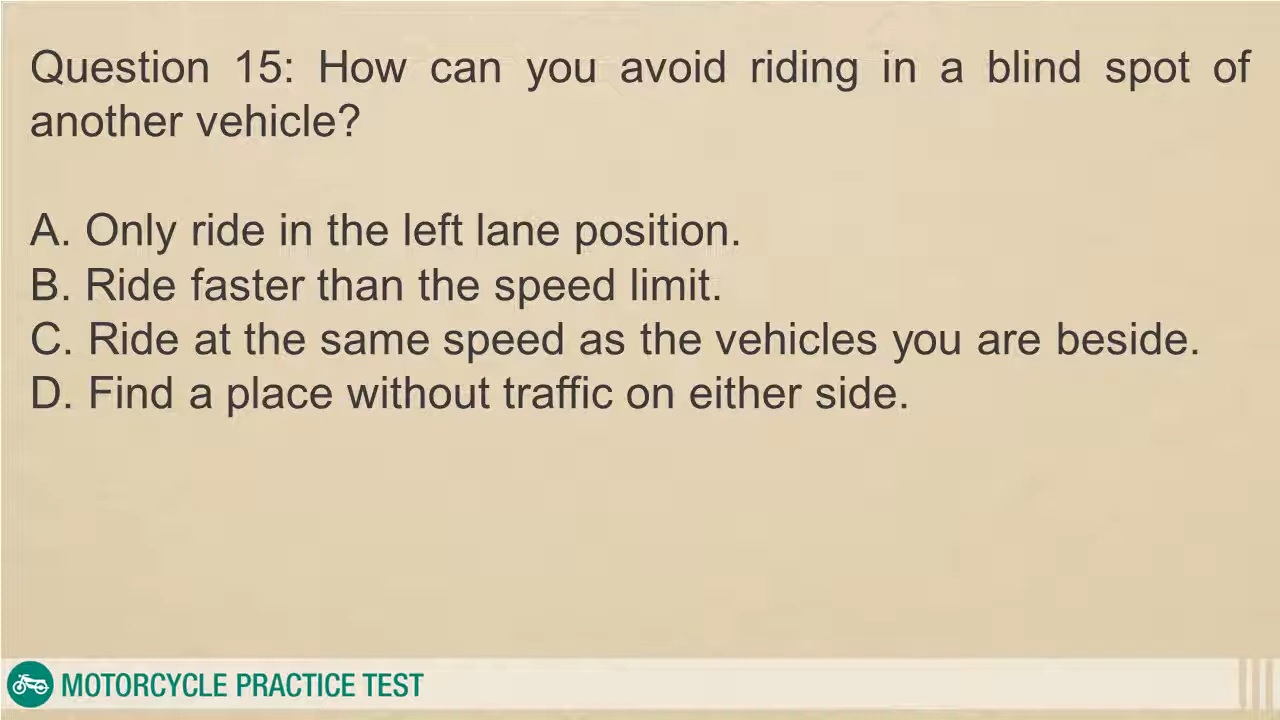 Question 15: How can you avoid riding in a blind spot of
another vehicle?
A. Only ride in the left lane position.
B. Ride faster than the speed limit.
C. Ride at the same speed as the vehicles you are beside.
D. Find a place without traffic on either side.
MOTORCYCLE PRACTICE TEST